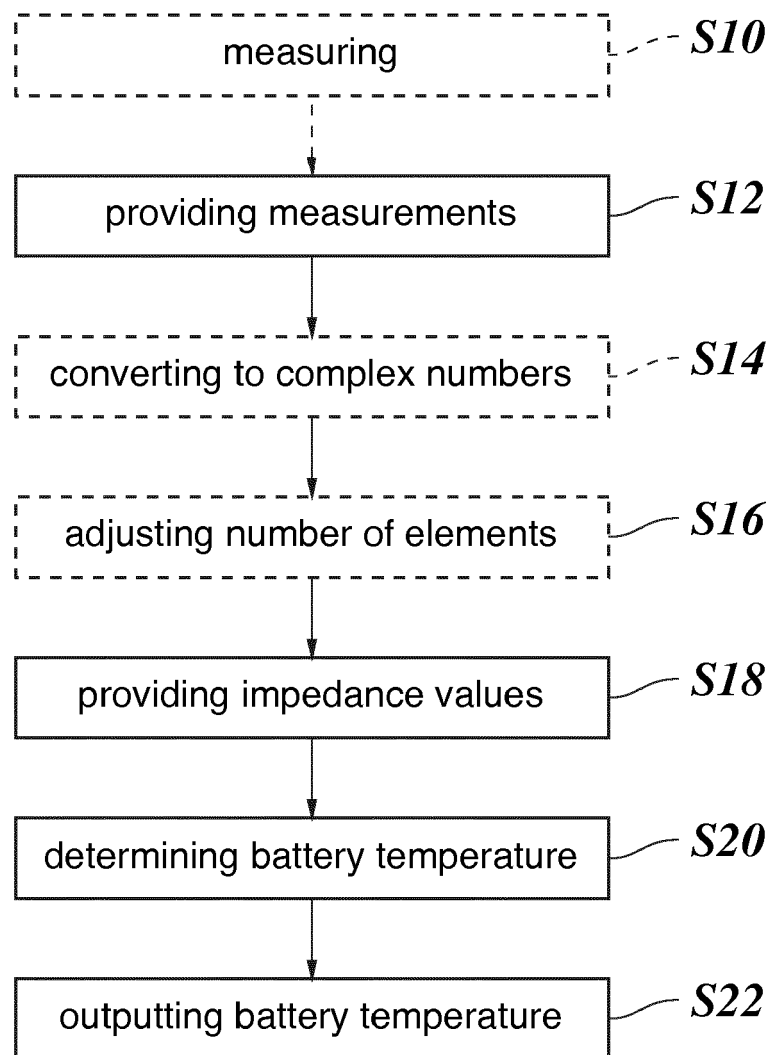 measuring S10
providing measurements S12
converting to complex numbers S14
adjusting number of elements S16
providing impedance values S18
determining battery temperature S20
outputting battery temperature S22